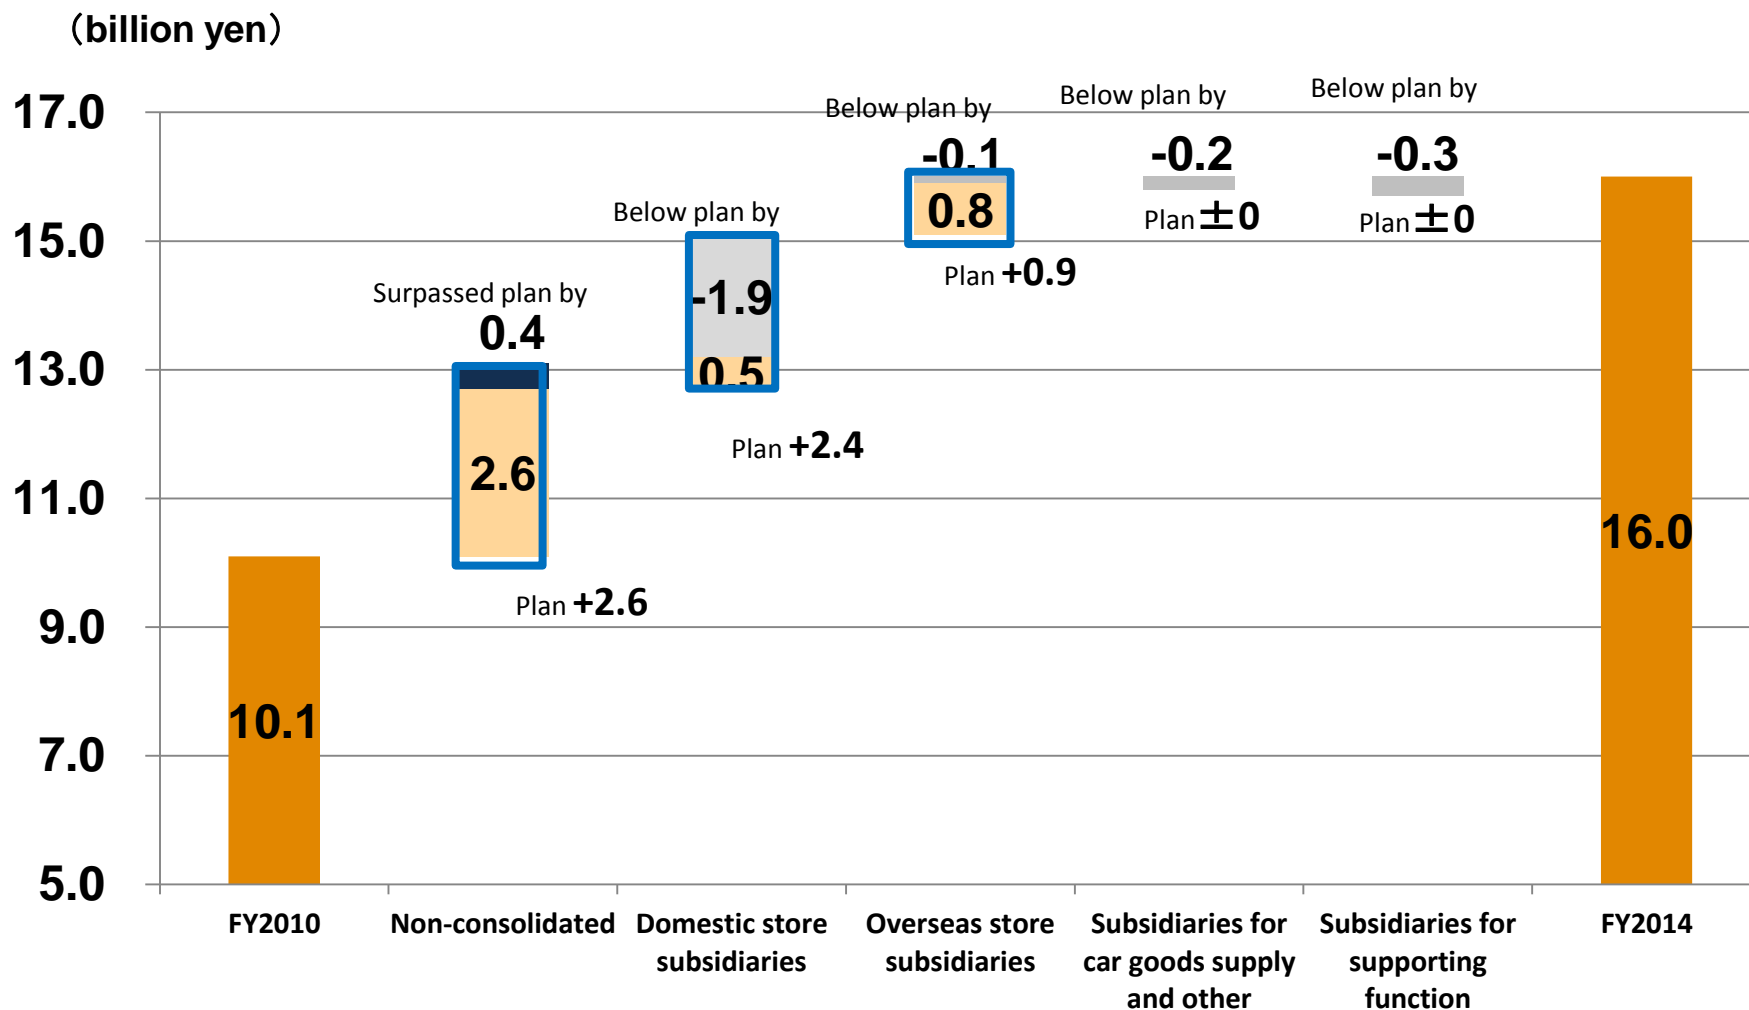 （billion yen）
17.0
15.0
13.0
11.0
9.0
7.0
5.0
10.1
Surpassed plan by
0.4
2.6
Plan +2.6
Below plan by
-1.9
0.5
Plan +2.4
Below plan by
-0.1
0.8
Plan +0.9
Below plan by
-0.2
Plan ±0
Below plan by
-0.3
Plan ±0
16.0
FY2010
Non-consolidated
Domestic store
subsidiaries
Overseas store
subsidiaries
Subsidiaries for
car goods supply
and other
Subsidiaries for
supporting
function
FY2014